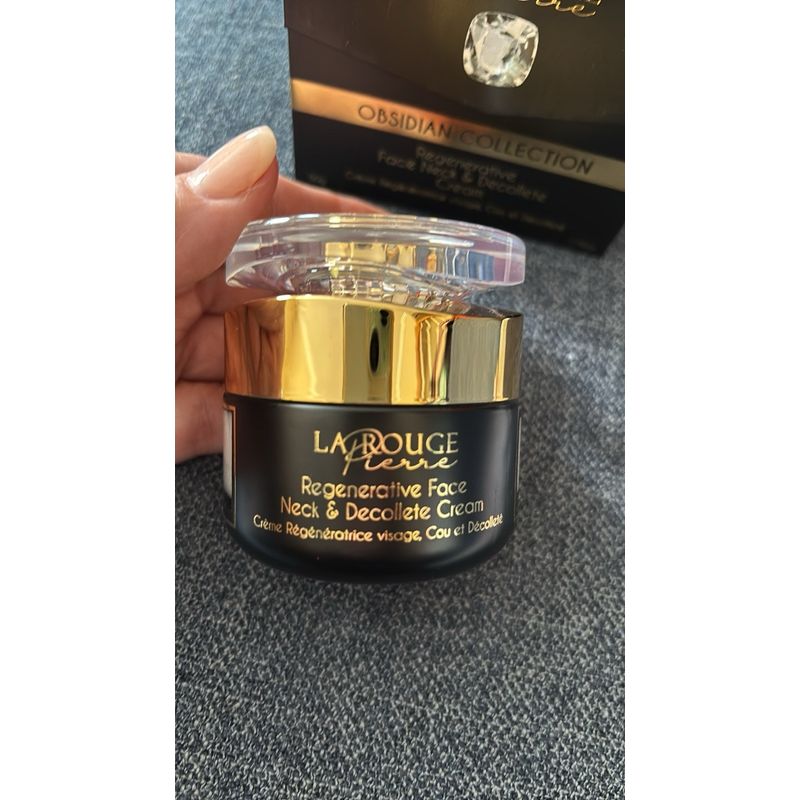 OBSIDIAN COLLECTION
Regenerative
Face Neck & Décolleté
Cream
LA ROUGE
Pierre
Regenerative Face
Neck & Decollete Cream
Crème Régénératrice visage, Cou et Décolleté